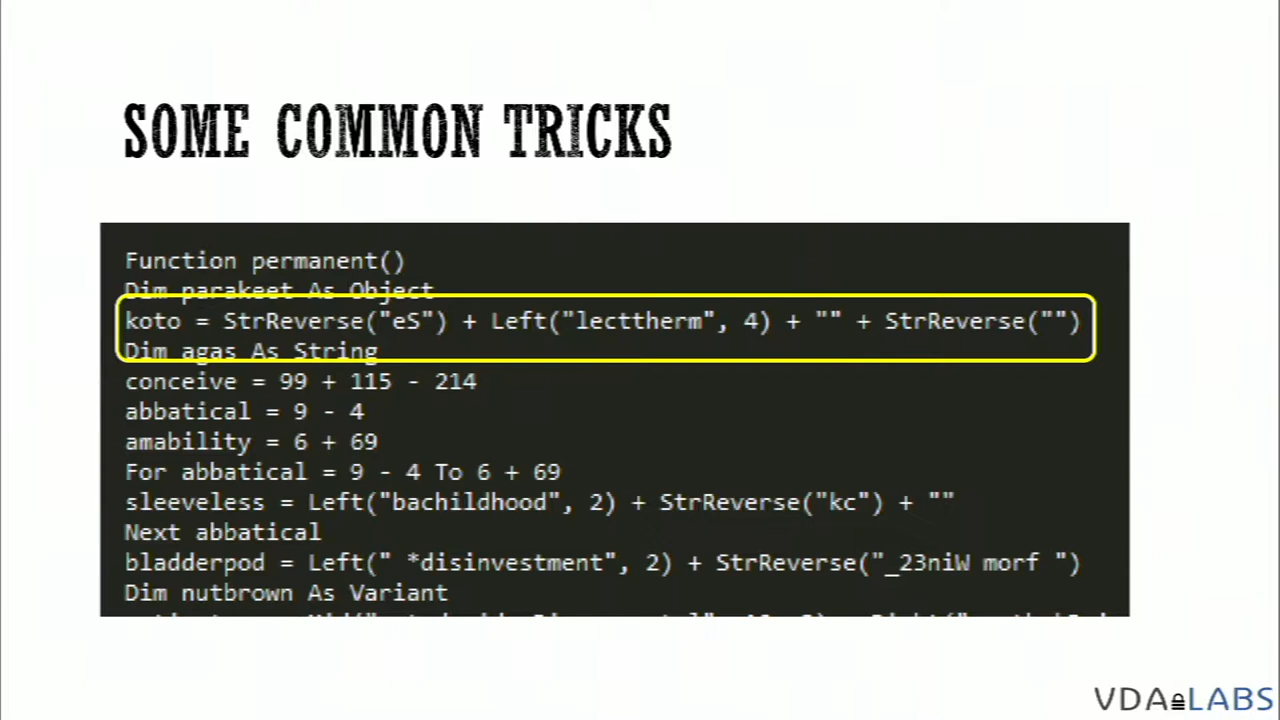 SOME COMMON TRICKS
Function permanent()
Dim parakeet As Object
koto = StrReverse("eS") + Left("lecttherm", 4) + "" + StrReverse("")
Dim agas As String
conceive = 99 + 115 - 214
abbatical = 9 - 4
amability = 6 + 69
For abbatical = 9 - 4 To 6 + 69
sleeveless = Left("bachildhood", 2) + StrReverse("kc") + ""
Next abbatical
bladderpod = Left(" *disinvestment", 2) + StrReverse("_23niW morf ")
Dim nutbrown As Variant
VDA LABS